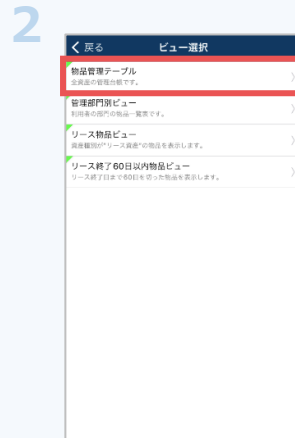 2
戻る ビュー選択
物品管理テーブル
全資産の管理台帳です。
管理部門別ビュー
利用者の部門の物品一覧表です。
リース物品ビュー
資産種別が"リース資産"の物品を表示します。
リース終了60日以内物品ビュー
リース終了日まで60日を切った物品を表示します。